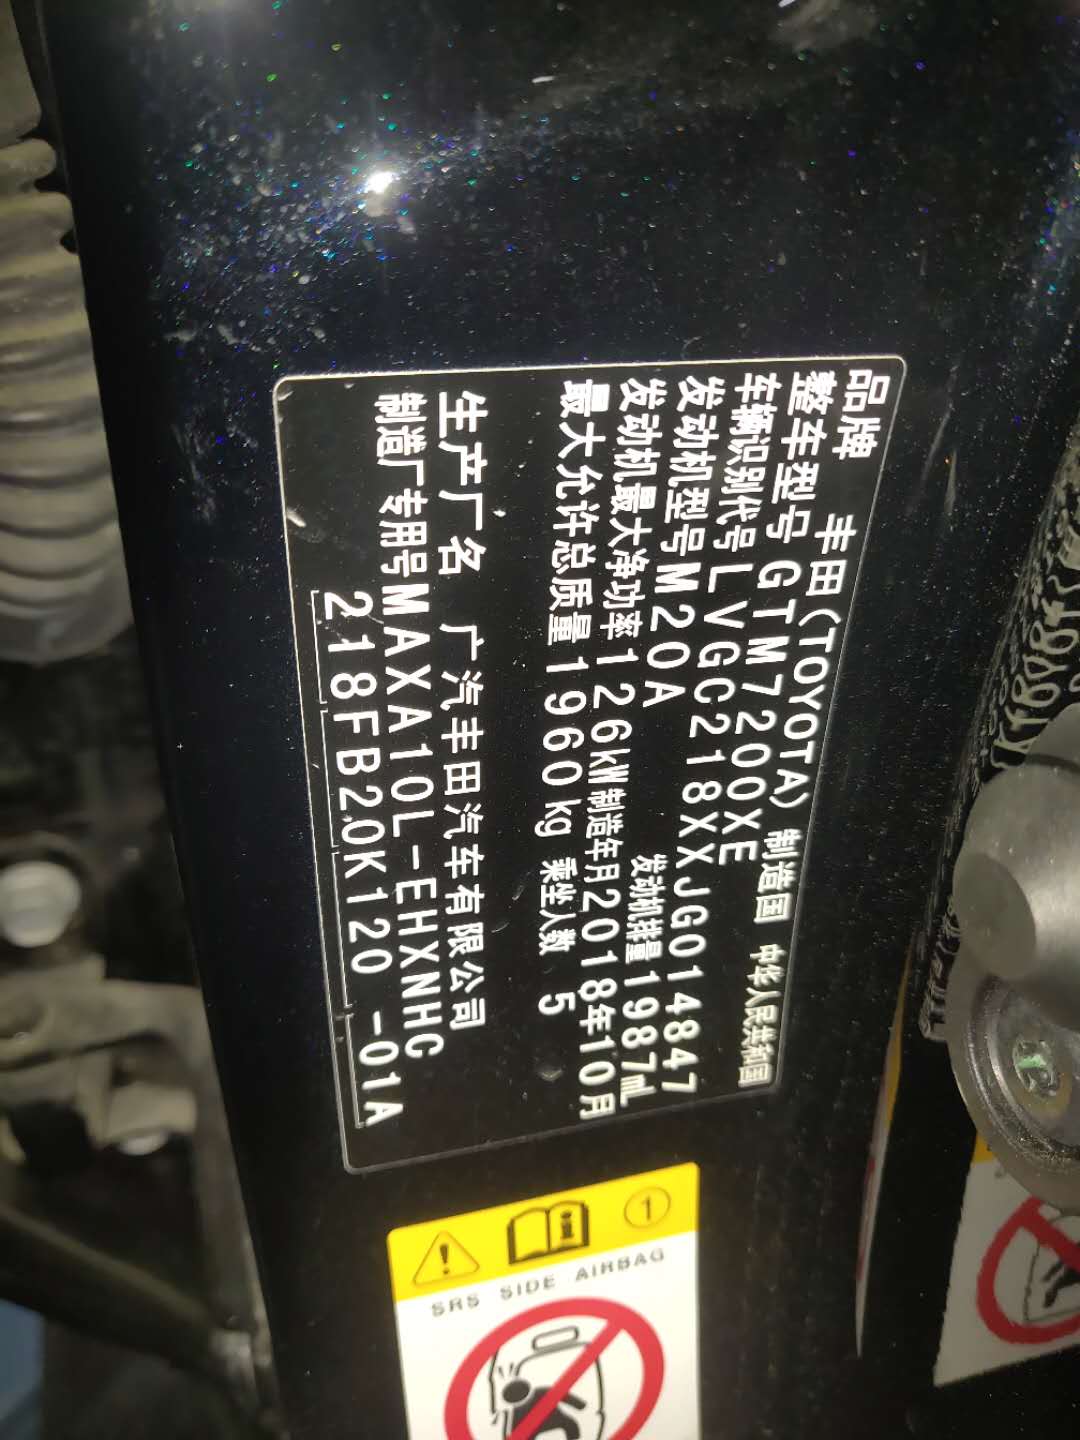 品牌 丰田(TOYOTA) 制造国 中华人民共和国
整车型号 GTM7200XE
车辆识别代号 LVGC218XXJG014847
发动机型号 M20A 发动机排量 1987mL
发动机最大净功率 126kW 制造年月 2018年10月
最大允许总质量 1960kg 乘坐人数 5
生产厂名 广汽丰田汽车有限公司
制造厂专用号 MAXA10L-EHXNHC
218FB20K120 -01A
1
SRS SIDE AIRBAG